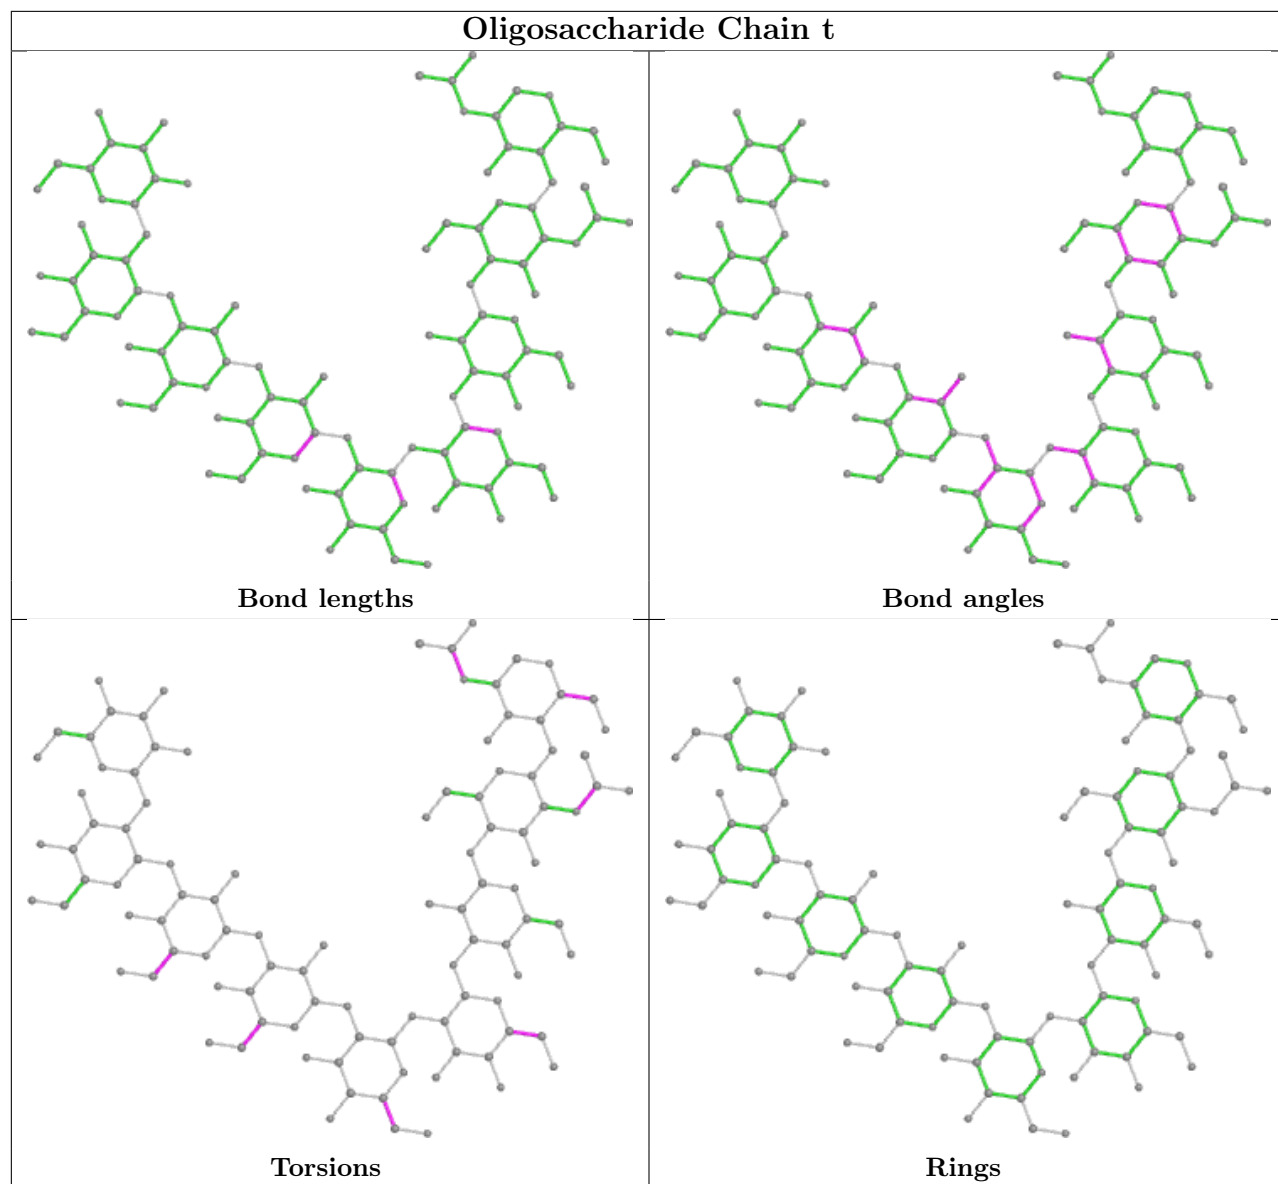 Oligosaccharide Chain t
Bond lengths
Bond angles
Torsions
Rings